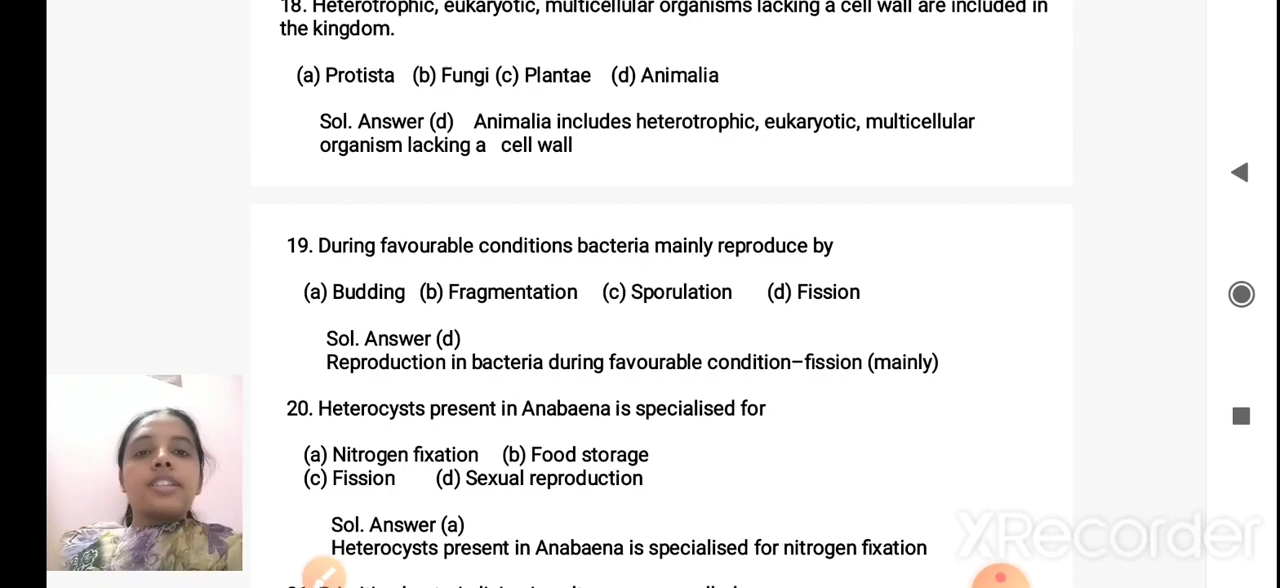 18. Heterotrophic, eukaryotic, multicellular organisms lacking a cell wall are included in
the kingdom.
(a) Protista (b) Fungi (c) Plantae (d) Animalia
Sol. Answer (d) Animalia includes heterotrophic, eukaryotic, multicellular
organism lacking a cell wall
19. During favourable conditions bacteria mainly reproduce by
(a) Budding (b) Fragmentation (c) Sporulation (d) Fission
Sol. Answer (d)
Reproduction in bacteria during favourable condition–fission (mainly)
20. Heterocysts present in Anabaena is specialised for
(a) Nitrogen fixation (b) Food storage
(c) Fission (d) Sexual reproduction
Sol. Answer (a)
Heterocysts present in Anabaena is specialised for nitrogen fixation
XRecorder